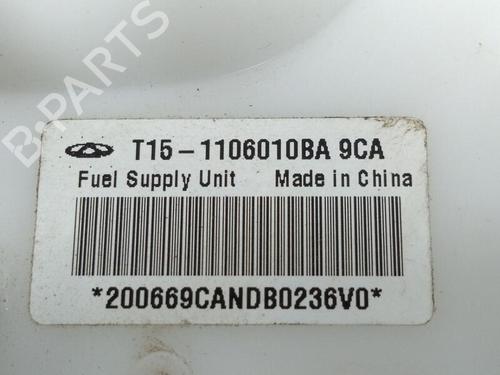 B-PARTS
T15-1106010BA 9CA
Fuel Supply Unit Made in China
*200669CANDB0236V0*